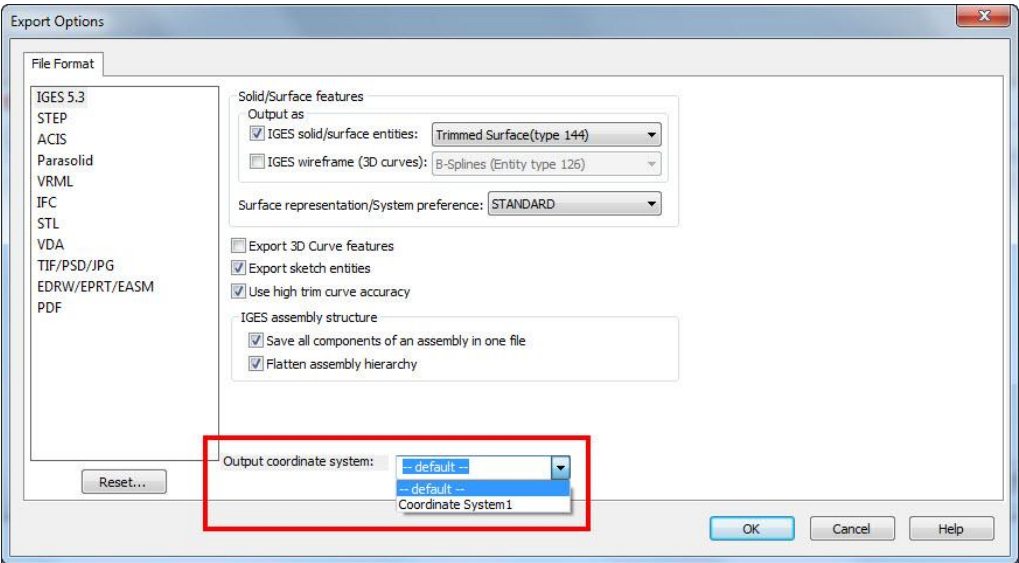 Export Options
File Format
IGES 5.3
STEP
ACIS
Parasolid
VRML
IFC
STL
VDA
TIF/PSD/JPG
EDRW/EPRT/EASM
PDF
Reset...
Solid/Surface features
Output as
IGES solid/surface entities: Trimmed Surface(type 144)
IGES wireframe (3D curves): B-Splines (Entity type 126)
Surface representation/System preference: STANDARD
Export 3D Curve features
Export sketch entities
Use high trim curve accuracy
IGES assembly structure
Save all components of an assembly in one file
Flatten assembly hierarchy
Output coordinate system: -- default --
-- default --
Coordinate System1
OK Cancel Help